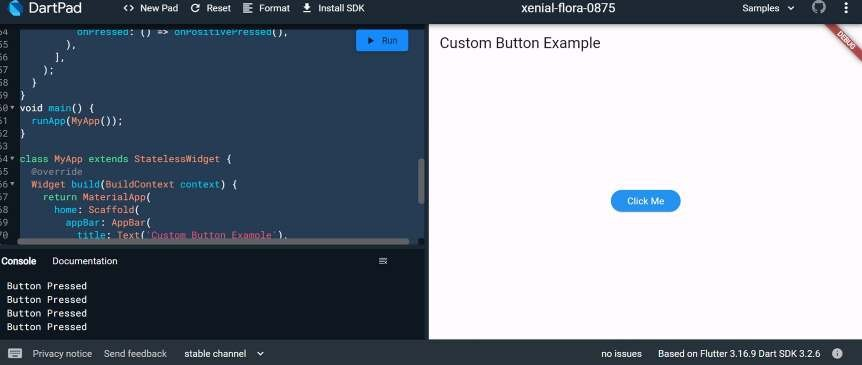 DartPad
<> New Pad
Reset
Format
Install SDK
xenial-flora-0875
Samples
54 onPressed: () => onPositivePressed(),
55 ),
56 ],
57 );
58 }
59 }
60 void main() {
61 runApp(MyApp());
62 }
63
64 class MyApp extends StatelessWidget {
65 @override
66 Widget build(BuildContext context) {
67 return MaterialApp(
68 home: Scaffold(
69 appBar: AppBar(
70 title: Text('Custom Button Example'),
Run
Custom Button Example
DEBUG
Click Me
Console
Documentation
Button Pressed
Button Pressed
Button Pressed
Button Pressed
Privacy notice
Send feedback
stable channel
no issues
Based on Flutter 3.16.9 Dart SDK 3.2.6